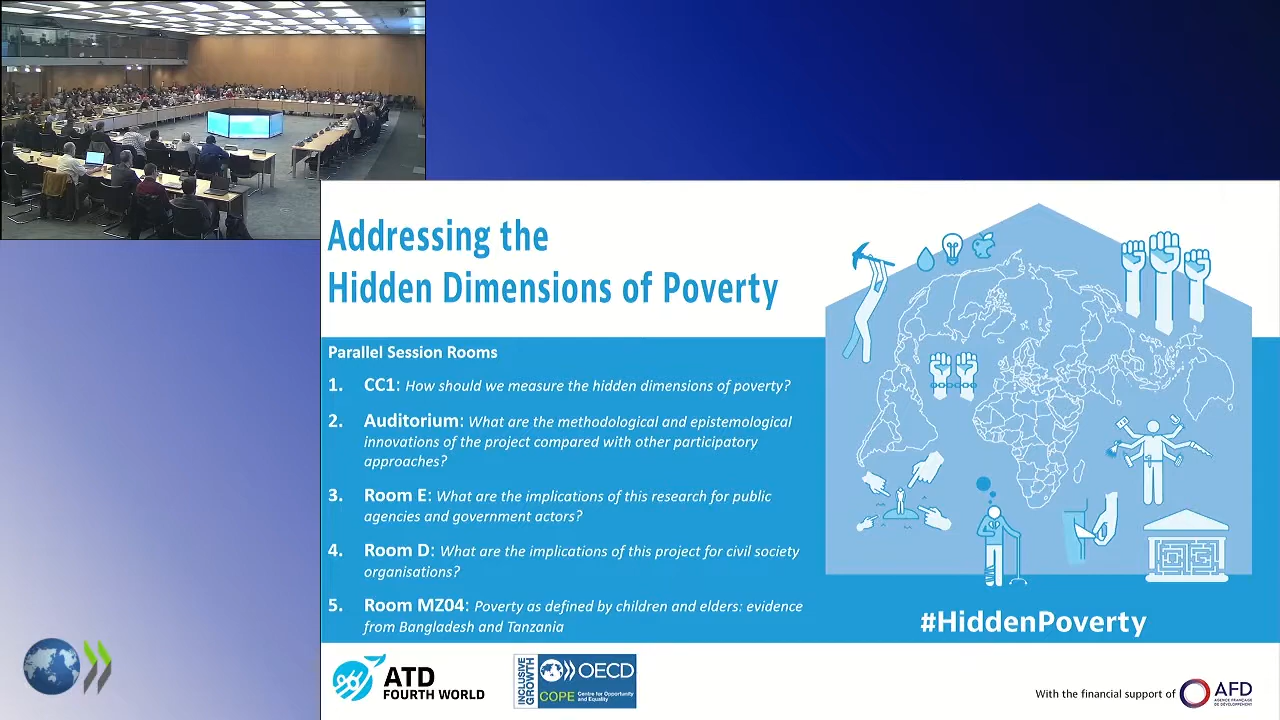 Addressing the
Hidden Dimensions of Poverty
Parallel Session Rooms
1. CC1: How should we measure the hidden dimensions of poverty?
2. Auditorium: What are the methodological and epistemological
innovations of the project compared with other participatory
approaches?
3. Room E: What are the implications of this research for public
agencies and government actors?
4. Room D: What are the implications of this project for civil society
organisations?
5. Room MZ04: Poverty as defined by children and elders: evidence
from Bangladesh and Tanzania
#HiddenPoverty
ATD
FOURTH WORLD
INCLUSIVE
GROWTH
OECD
COPE Centre for Opportunity
and Equality
With the financial support of
AFD
AGENCE FRANÇAISE
DE DÉVELOPPEMENT